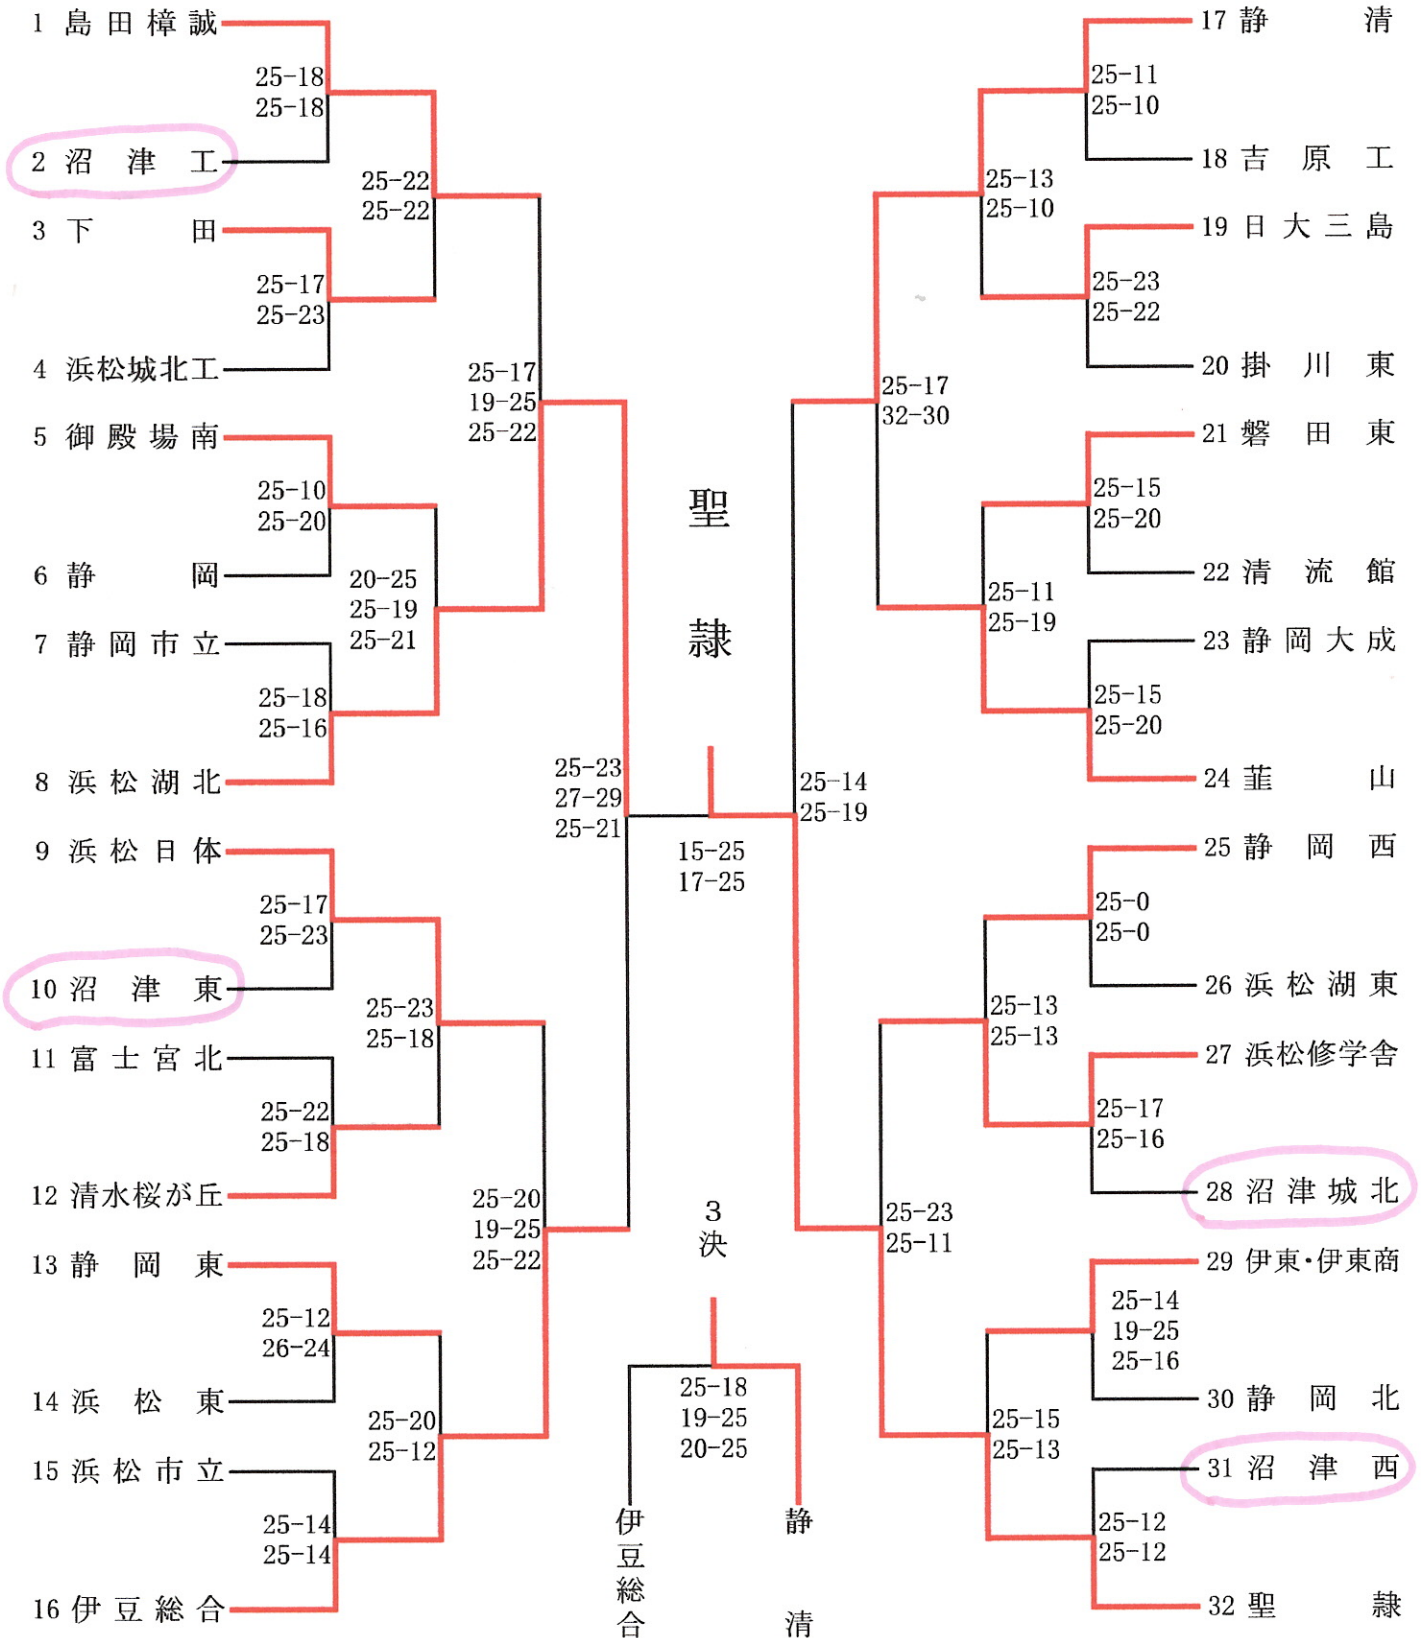 1 島田樟誠
25-18
25-18
2 沼津工
25-22
25-22
3 下田
25-17
25-23
4 浜松城北工
25-17
19-25
25-22
5 御殿場南
25-10
25-20
6 静岡
20-25
25-19
25-21
7 静岡市立
25-18
25-16
8 浜松湖北
25-23
27-29
25-21
9 浜松日体
25-17
25-23
10 沼津東
25-23
25-18
11 富士宮北
25-22
25-18
12 清水桜が丘
25-20
19-25
25-22
13 静岡東
25-12
26-24
14 浜松東
25-20
25-12
15 浜松市立
25-14
25-14
16 伊豆総合
聖隷
15-25
17-25
3決
25-18
19-25
20-25
伊豆総合
静清
17 静清
25-11
25-10
18 吉原工
25-13
25-10
19 日大三島
25-23
25-22
20 掛川東
25-17
32-30
21 磐田東
25-15
25-20
22 清流館
25-11
25-19
23 静岡大成
25-15
25-20
24 韮山
25-14
25-19
25 静岡西
25-0
25-0
26 浜松湖東
25-13
25-13
27 浜松修学舎
25-17
25-16
28 沼津城北
25-23
25-11
29 伊東・伊東商
25-14
19-25
25-16
30 静岡北
25-15
25-13
31 沼津西
25-12
25-12
32 聖隷